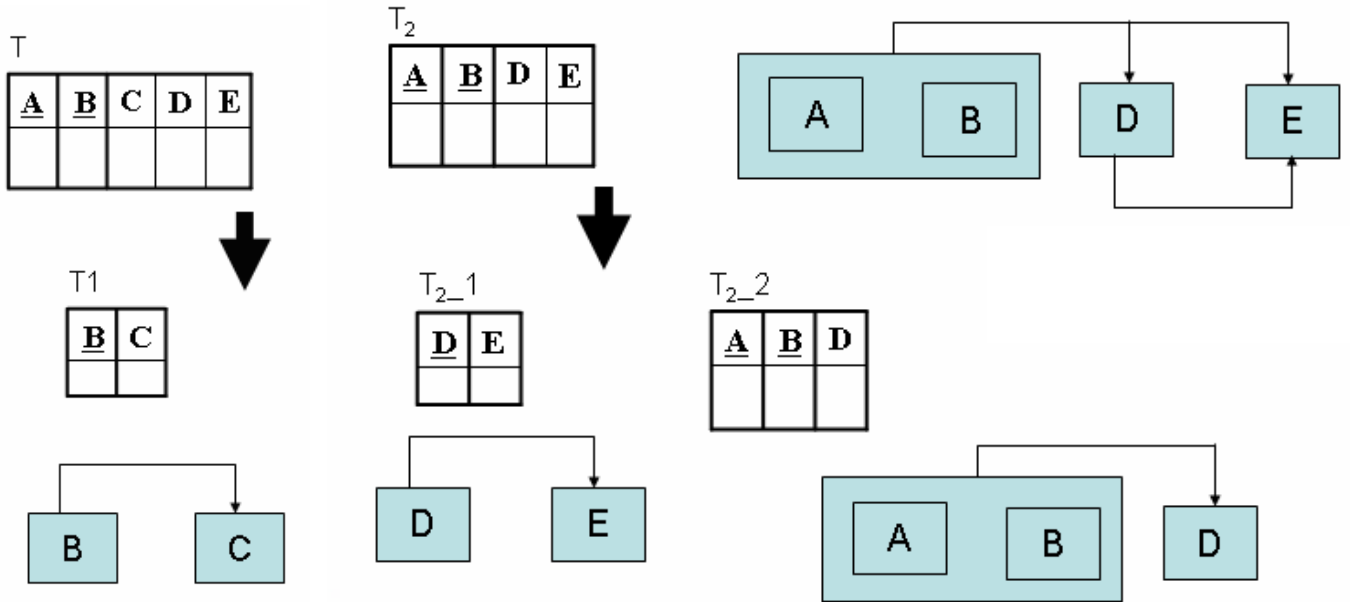 T
A B C D E
T1
B C
B C
T2
A B D E
A B D E
T2_1
D E
D E
T2_2
A B D
A B D